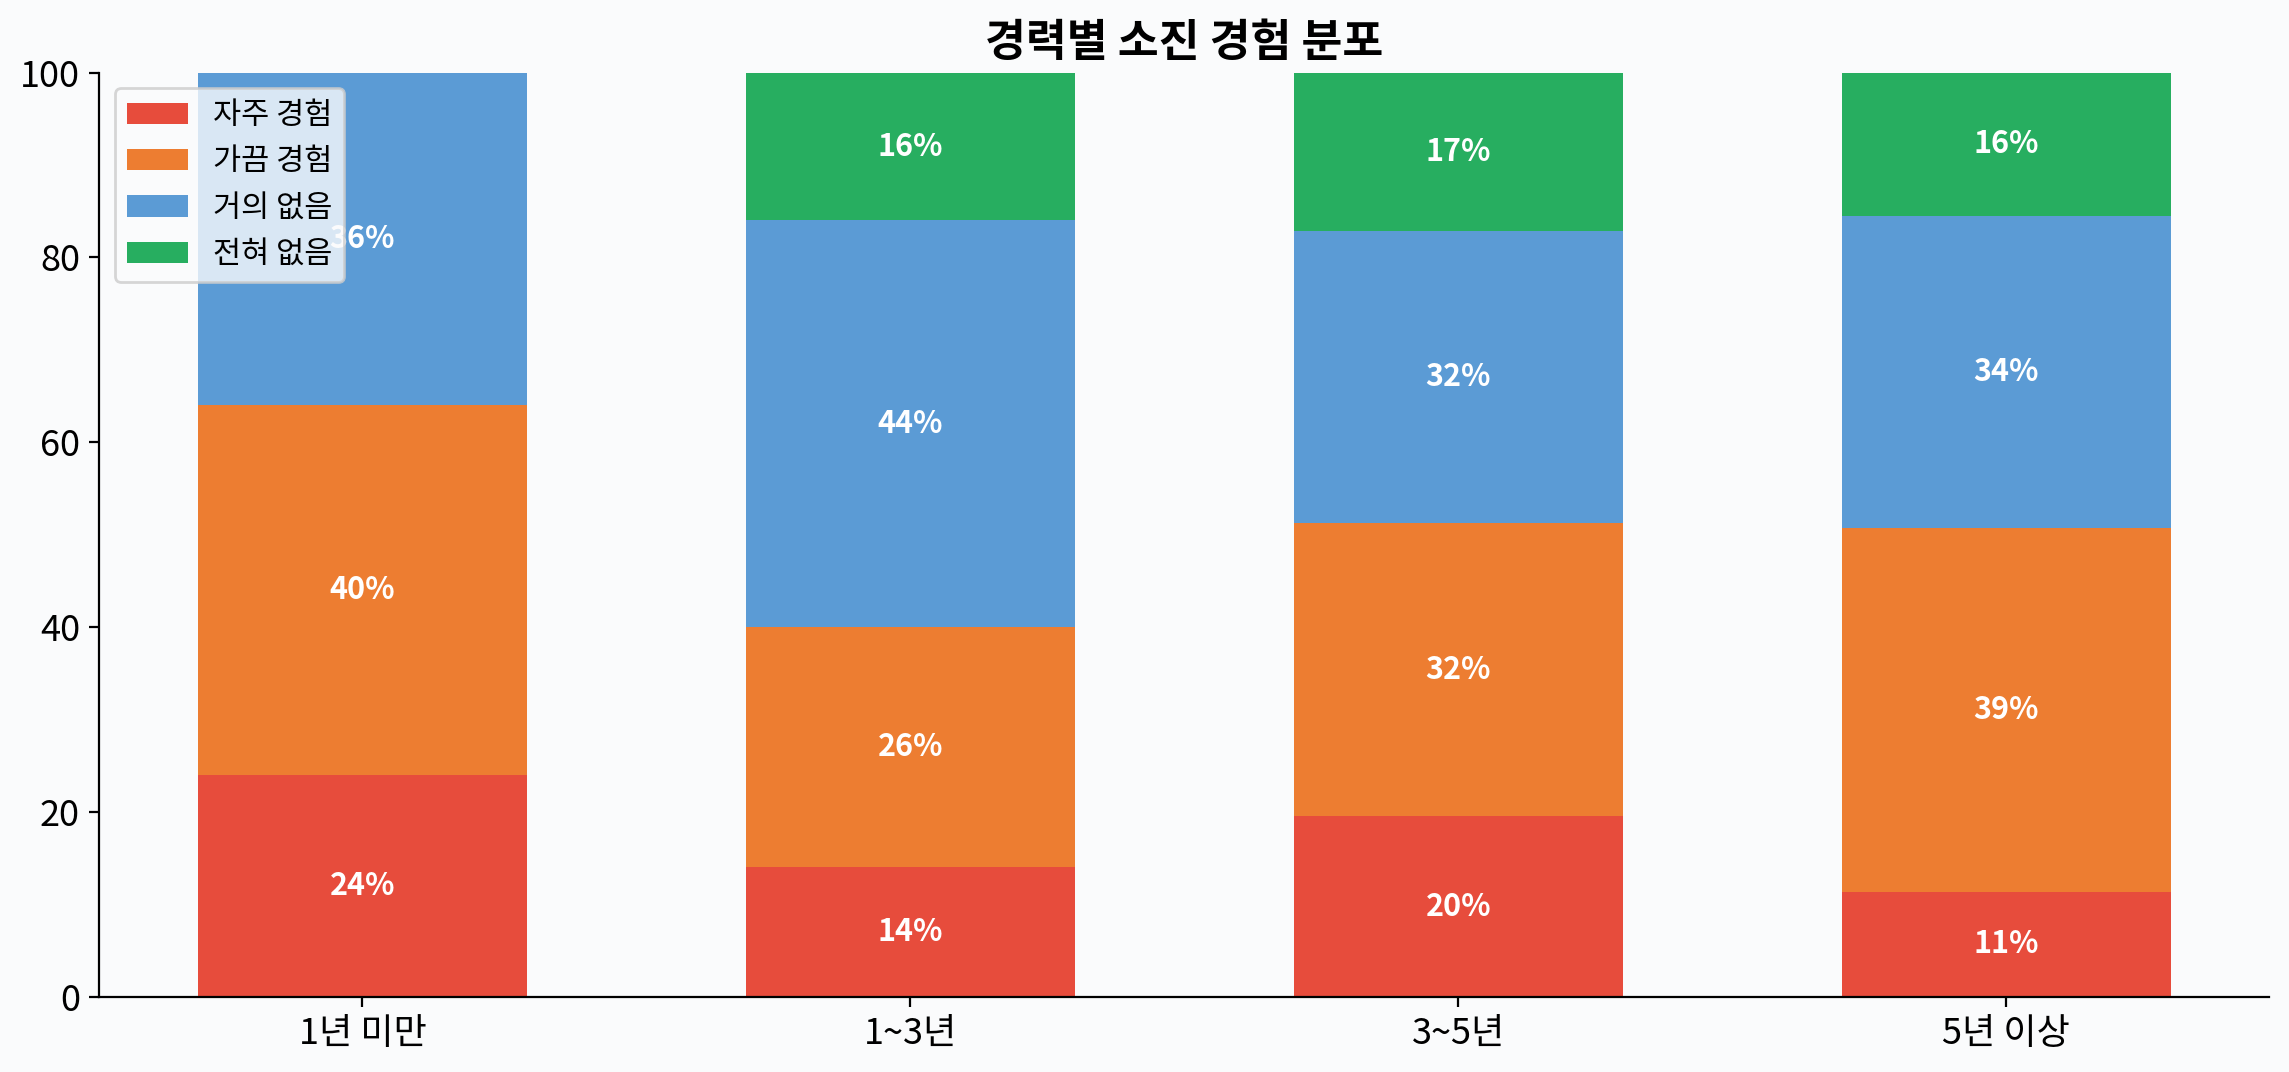 경력별 소진 경험 분포
100
80
60
40
20
0
자주 경험
가끔 경험
거의 없음
전혀 없음
36%
40%
24%
16%
44%
26%
14%
17%
32%
32%
20%
16%
34%
39%
11%
1년 미만
1~3년
3~5년
5년 이상